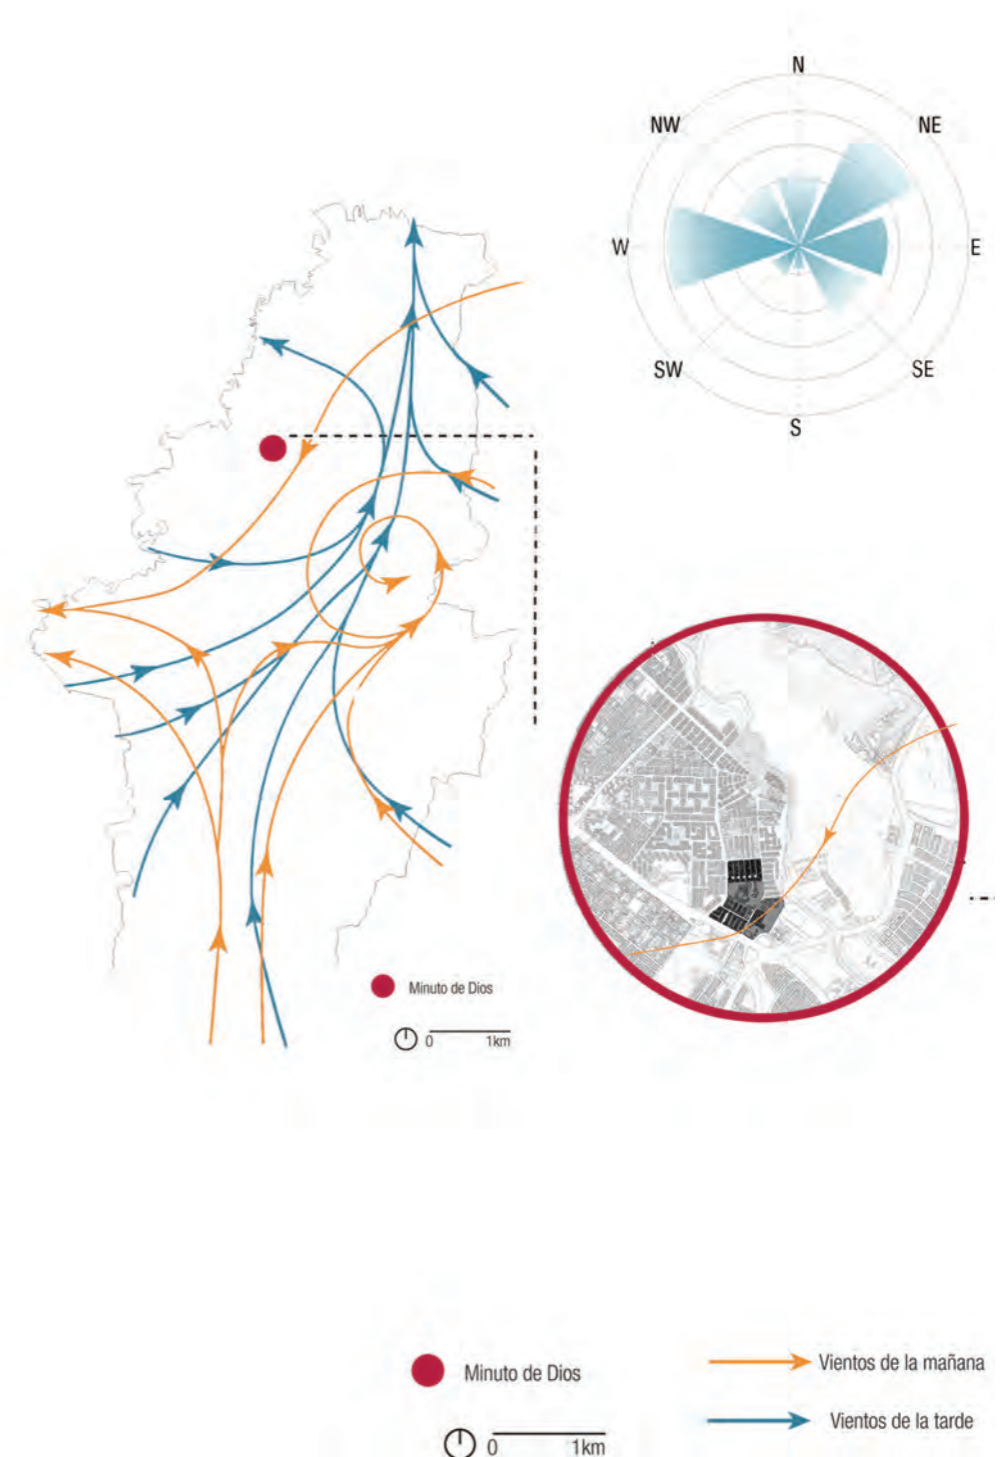 N
NW
NE
W
E
SW
SE
S
Minuto de Dios
0
1km
Minuto de Dios
0
1km
Vientos de la mañana
Vientos de la tarde